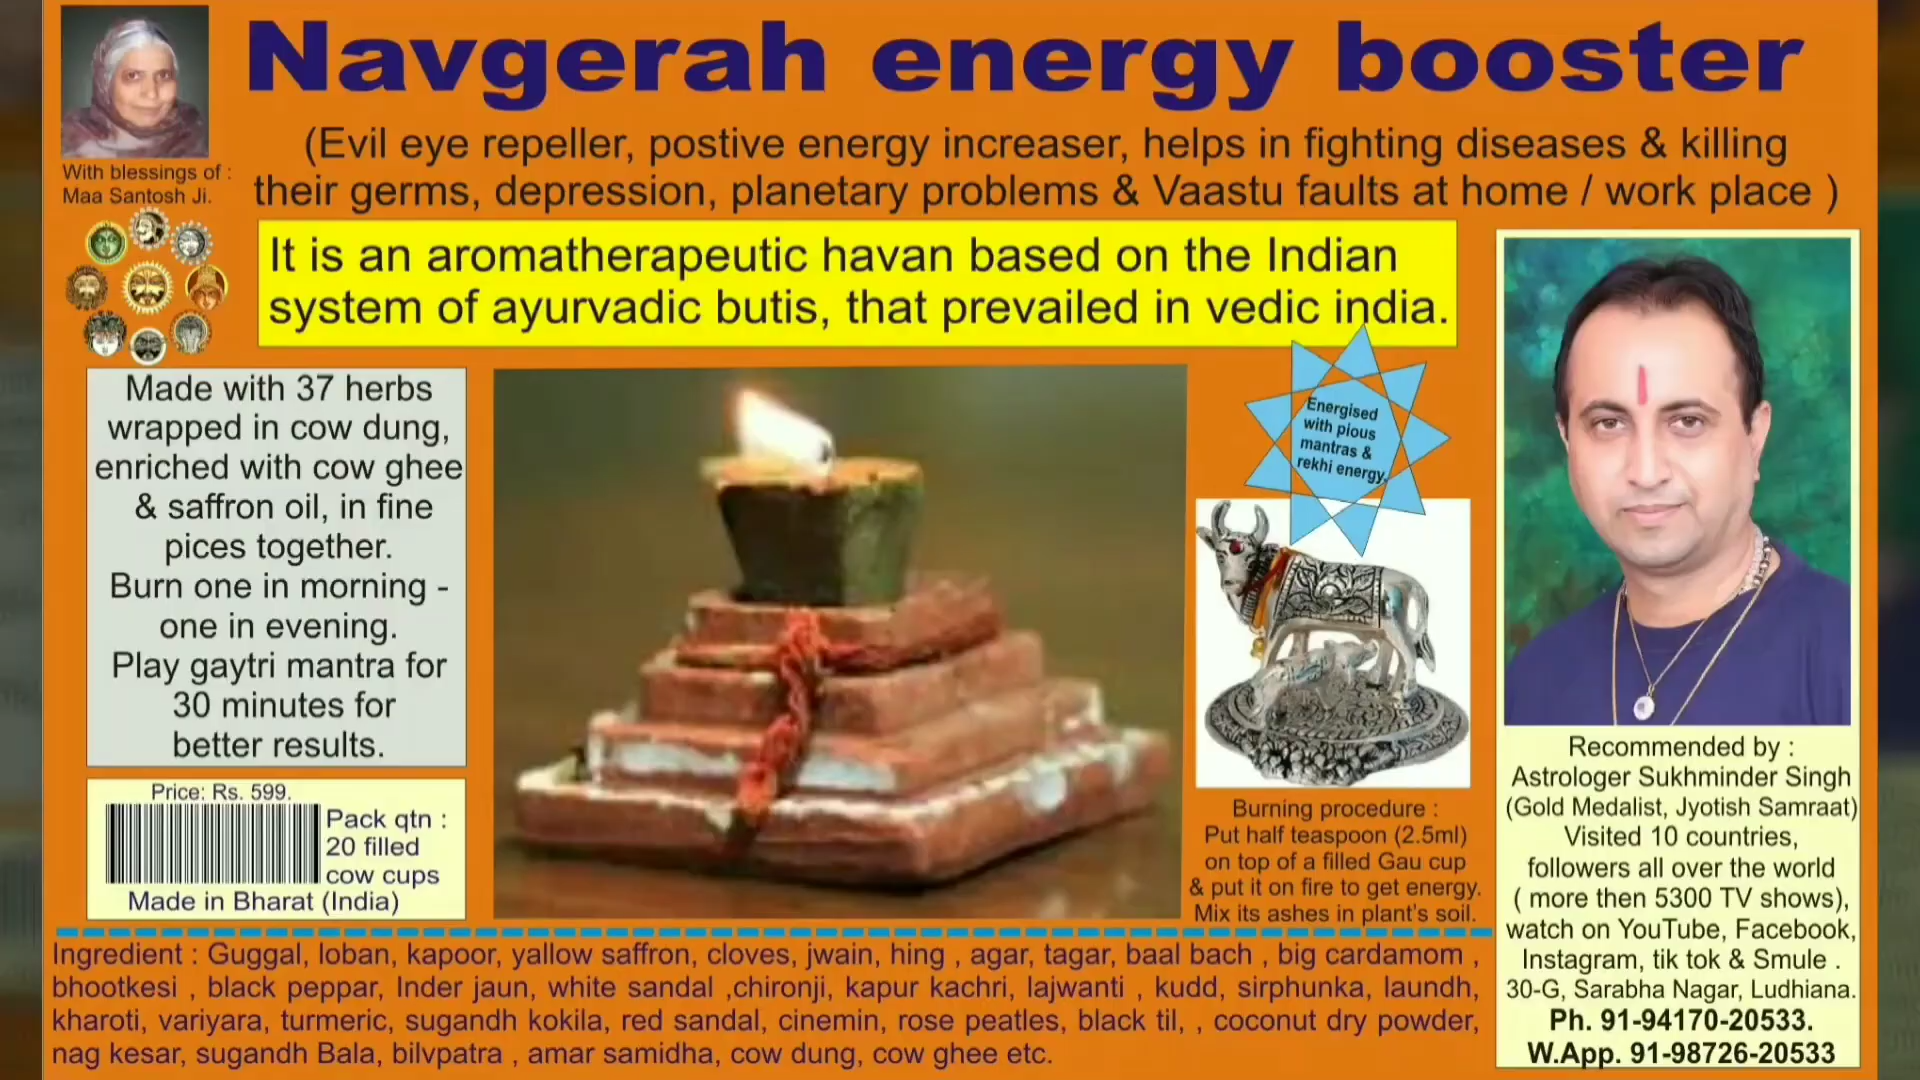 Navgerah energy booster
(Evil eye repeller, postive energy increaser, helps in fighting diseases & killing
their germs, depression, planetary problems & Vaastu faults at home / work place )
With blessings of :
Maa Santosh Ji.
It is an aromatherapeutic havan based on the Indian
system of ayurvadic butis, that prevailed in vedic india.
Made with 37 herbs
wrapped in cow dung,
enriched with cow ghee
& saffron oil, in fine
pices together.
Burn one in morning -
one in evening.
Play gaytri mantra for
30 minutes for
better results.
Price: Rs. 599.
Pack qtn :
20 filled
cow cups
Made in Bharat (India)
Energised
with pious
mantras &
rekhi energy.
Burning procedure :
Put half teaspoon (2.5ml)
on top of a filled Gau cup
& put it on fire to get energy.
Mix its ashes in plant's soil.
Recommended by :
Astrologer Sukhminder Singh
(Gold Medalist, Jyotish Samraat)
Visited 10 countries,
followers all over the world
( more then 5300 TV shows),
watch on YouTube, Facebook,
Instagram, tik tok & Smule .
30-G, Sarabha Nagar, Ludhiana.
Ph. 91-94170-20533.
W.App. 91-98726-20533
Ingredient : Guggal, loban, kapoor, yallow saffron, cloves, jwain, hing , agar, tagar, baal bach , big cardamom ,
bhootkesi , black peppar, Inder jaun, white sandal ,chironji, kapur kachri, lajwanti , kudd, sirphunka, laundh,
kharoti, variyara, turmeric, sugandh kokila, red sandal, cinemin, rose peatles, black til, , coconut dry powder,
nag kesar, sugandh Bala, bilvpatra , amar samidha, cow dung, cow ghee etc.